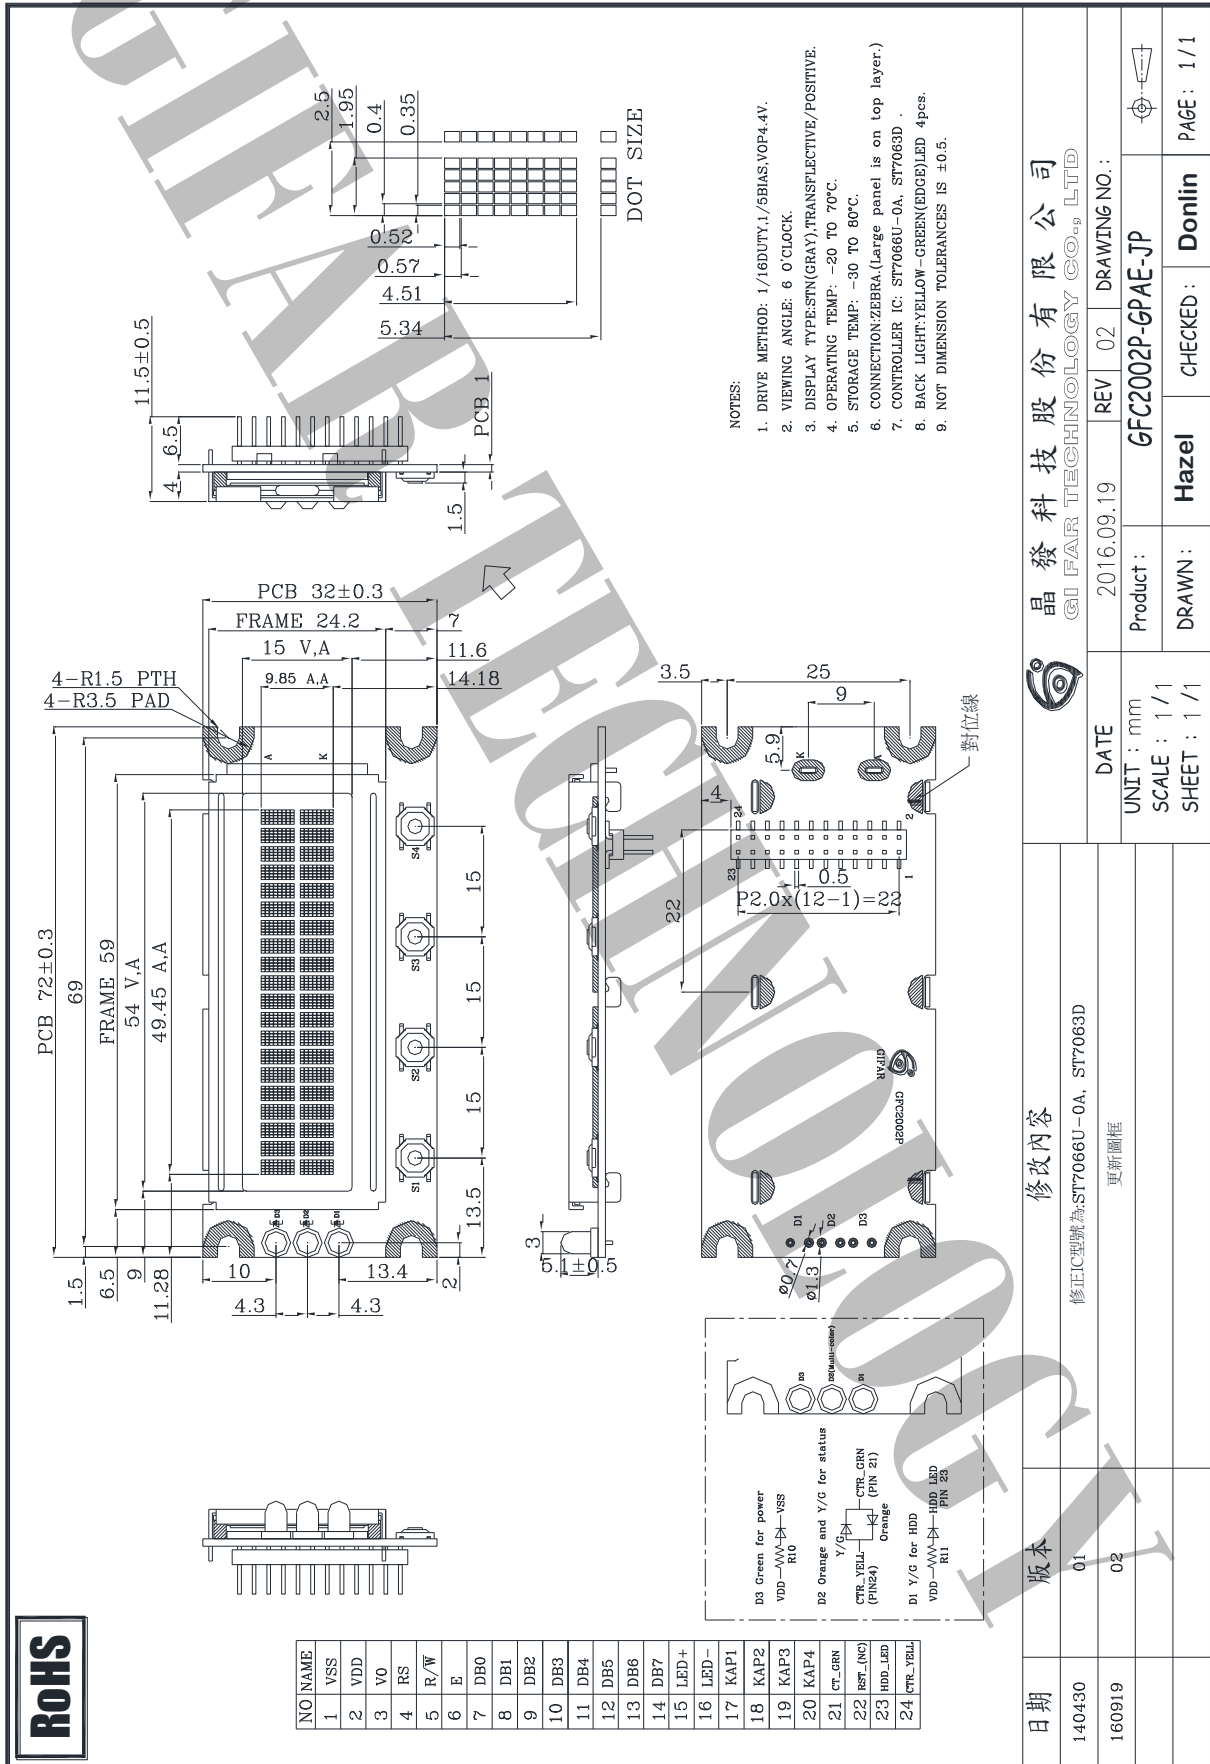 RoHS
GIFAR TECHNOLOGY
NO NAME
1 VSS
2 VDD
3 V0
4 RS
5 R/W
6 E
7 DB0
8 DB1
9 DB2
10 DB3
11 DB4
12 DB5
13 DB6
14 DB7
15 LED+
16 LED-
17 KAP1
18 KAP2
19 KAP3
20 KAP4
21 CT_GRN
22 RST_(NC)
23 HDD_LED
24 CTR_YELL
PCB 72±0.3
69
FRAME 59
54 V,A
49.45 A,A
1.5
6.5
9
11.28
4-R1.5 PTH
4-R3.5 PAD
PCB 32±0.3
FRAME 24.2
7
15 V,A
11.6
9.85 A,A
14.18
A
K
S1
S2
S3
S4
13.5
15
15
15
D3
D2
D1
10
13.4
2
4.3
4.3
11.5±0.5
6.5
4
PCB 1
1.5
2.5
1.95
0.4
0.35
0.52
0.57
4.51
5.34
DOT SIZE
3
5.1±0.5
3.5
25
9
5.9
K
A
4
24
2
23
1
22
0.5
P2.0x(12-1)=22
對位線
GIFAR
GFC2002P
D1
D2
D3
ø0.7
ø1.3
D3 Green for power
VDD
R10
VSS
D2 Orange and Y/G for status
Y/G
CTR_YELL
(PIN24)
CTR_GRN
(PIN 21)
Orange
D1 Y/G for HDD
VDD
R11
HDD LED
PIN 23
D3
D2(Multi-color)
D1
NOTES:
1. DRIVE METHOD: 1/16DUTY,1/5BIAS,VOP4.4V.
2. VIEWING ANGLE: 6 O'CLOCK.
3. DISPLAY TYPE:STN(GRAY),TRANSFLECTIVE/POSITIVE.
4. OPERATING TEMP: -20 TO 70°C.
5. STORAGE TEMP: -30 TO 80°C.
6. CONNECTION:ZEBRA.(Large panel is on top layer.)
7. CONTROLLER IC: ST7066U-0A, ST7063D .
8. BACK LIGHT:YELLOW-GREEN(EDGE)LED 4pcs.
9. NOT DIMENSION TOLERANCES IS ±0.5.
日期 版本 修改內容
140430 01 修正IC型號為:ST7066U-0A, ST7063D
160919 02 更新圖框
晶發科技股份有限公司
GI FAR TECHNOLOGY CO., LTD
DATE 2016.09.19 REV 02 DRAWING NO. :
UNIT : mm
SCALE : 1/1
SHEET : 1/1
Product : GFC2002P-GPAE-JP
DRAWN : Hazel CHECKED : Donlin PAGE : 1/1